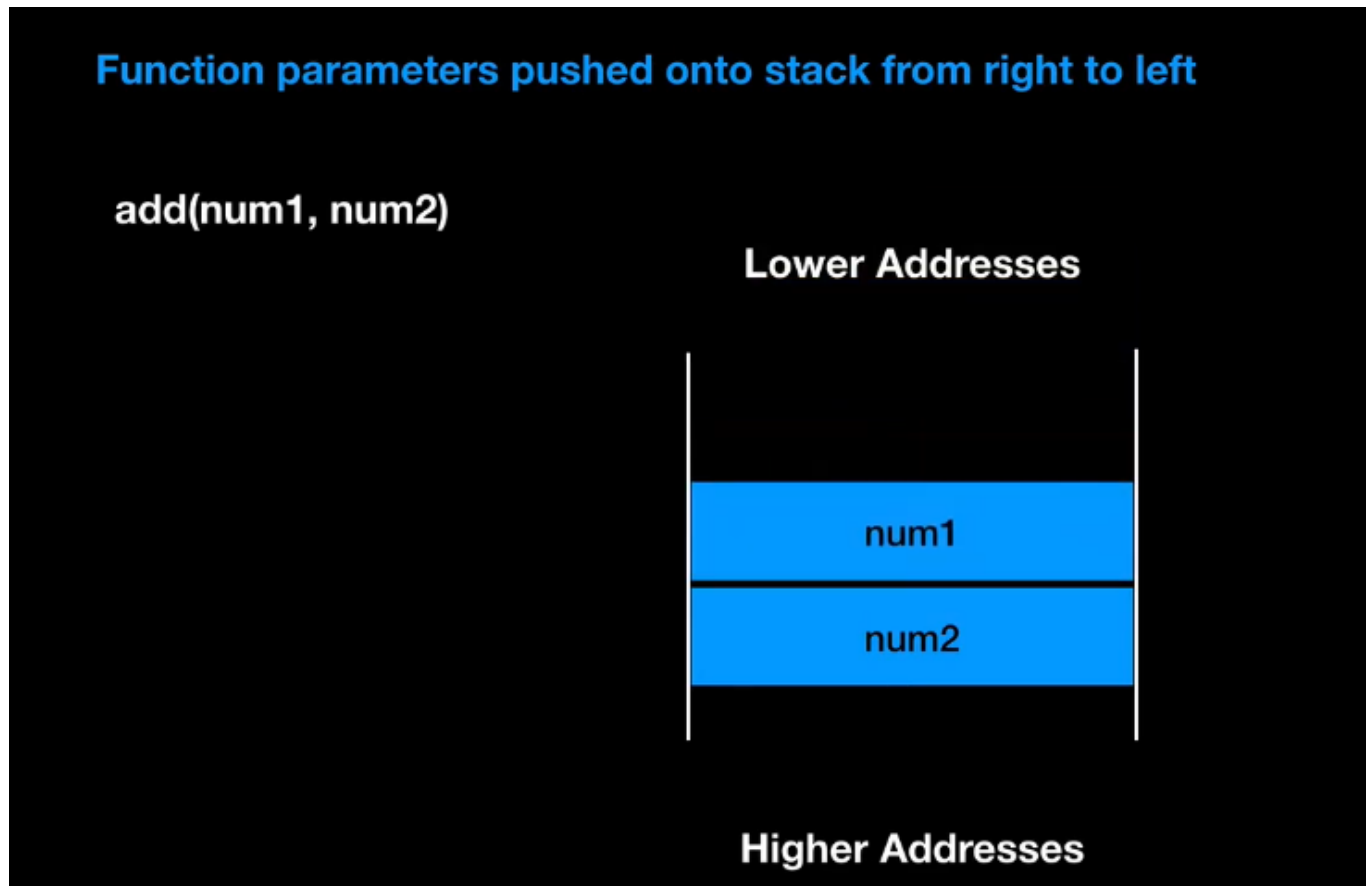 Function parameters pushed onto stack from right to left
add(num1, num2)
Lower Addresses
num1
num2
Higher Addresses